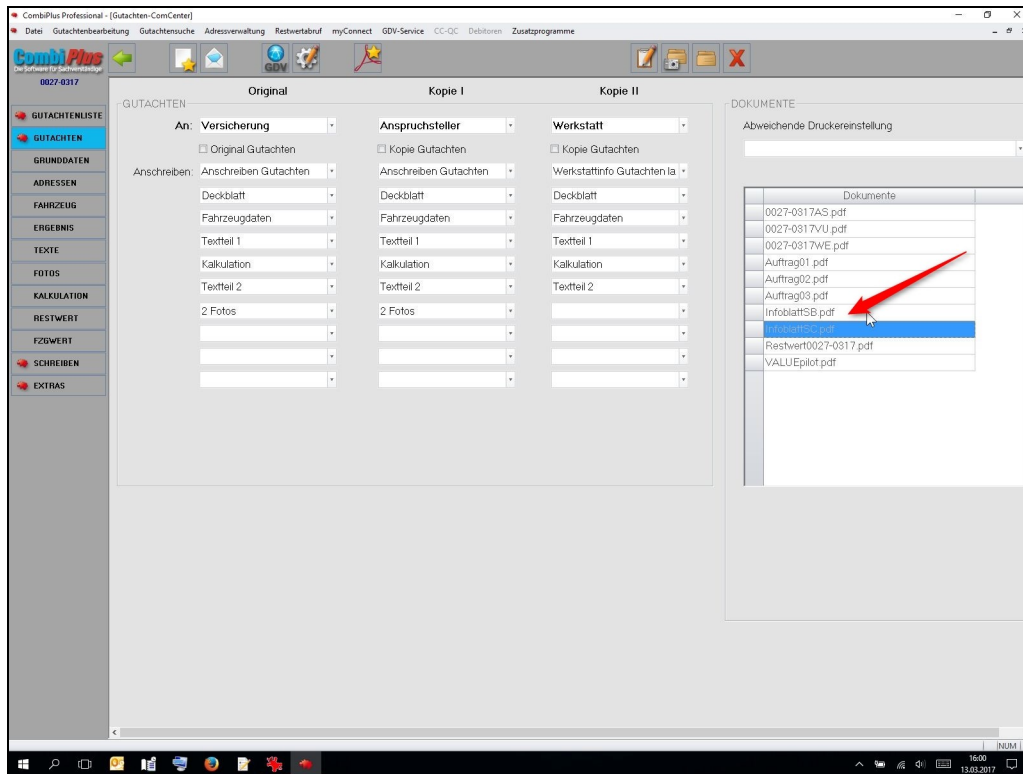 CombiPlus Professional - [Gutachten-ComCenter]
Datei Gutachtenbearbeitung Gutachtensuche Adressverwaltung Restwertabruf myConnect GDV-Service CC-QC Debitoren Zusatzprogramme
CombiPlus
Die Software für Sachverständige
GDV
0027-0317
GUTACHTENLISTE
GUTACHTEN
GRUNDDATEN
ADRESSEN
FAHRZEUG
ERGEBNIS
TEXTE
FOTOS
KALKULATION
RESTWERT
FZGWERT
SCHREIBEN
EXTRAS
Original Kopie I Kopie II
GUTACHTEN
An: Versicherung Anspruchsteller Werkstatt
Original Gutachten Kopie Gutachten Kopie Gutachten
Anschreiben: Anschreiben Gutachten Anschreiben Gutachten Werkstattinfo Gutachten la
Deckblatt Deckblatt Deckblatt
Fahrzeugdaten Fahrzeugdaten Fahrzeugdaten
Textteil 1 Textteil 1 Textteil 1
Kalkulation Kalkulation Kalkulation
Textteil 2 Textteil 2 Textteil 2
2 Fotos 2 Fotos
DOKUMENTE
Abweichende Druckereinstellung
Dokumente
0027-0317AS.pdf
0027-0317VU.pdf
0027-0317WE.pdf
Auftrag01.pdf
Auftrag02.pdf
Auftrag03.pdf
InfoblattSB.pdf
InfoblattSC.pdf
Restwert0027-0317.pdf
VALUEpilot.pdf
NUM
16:00
13.03.2017